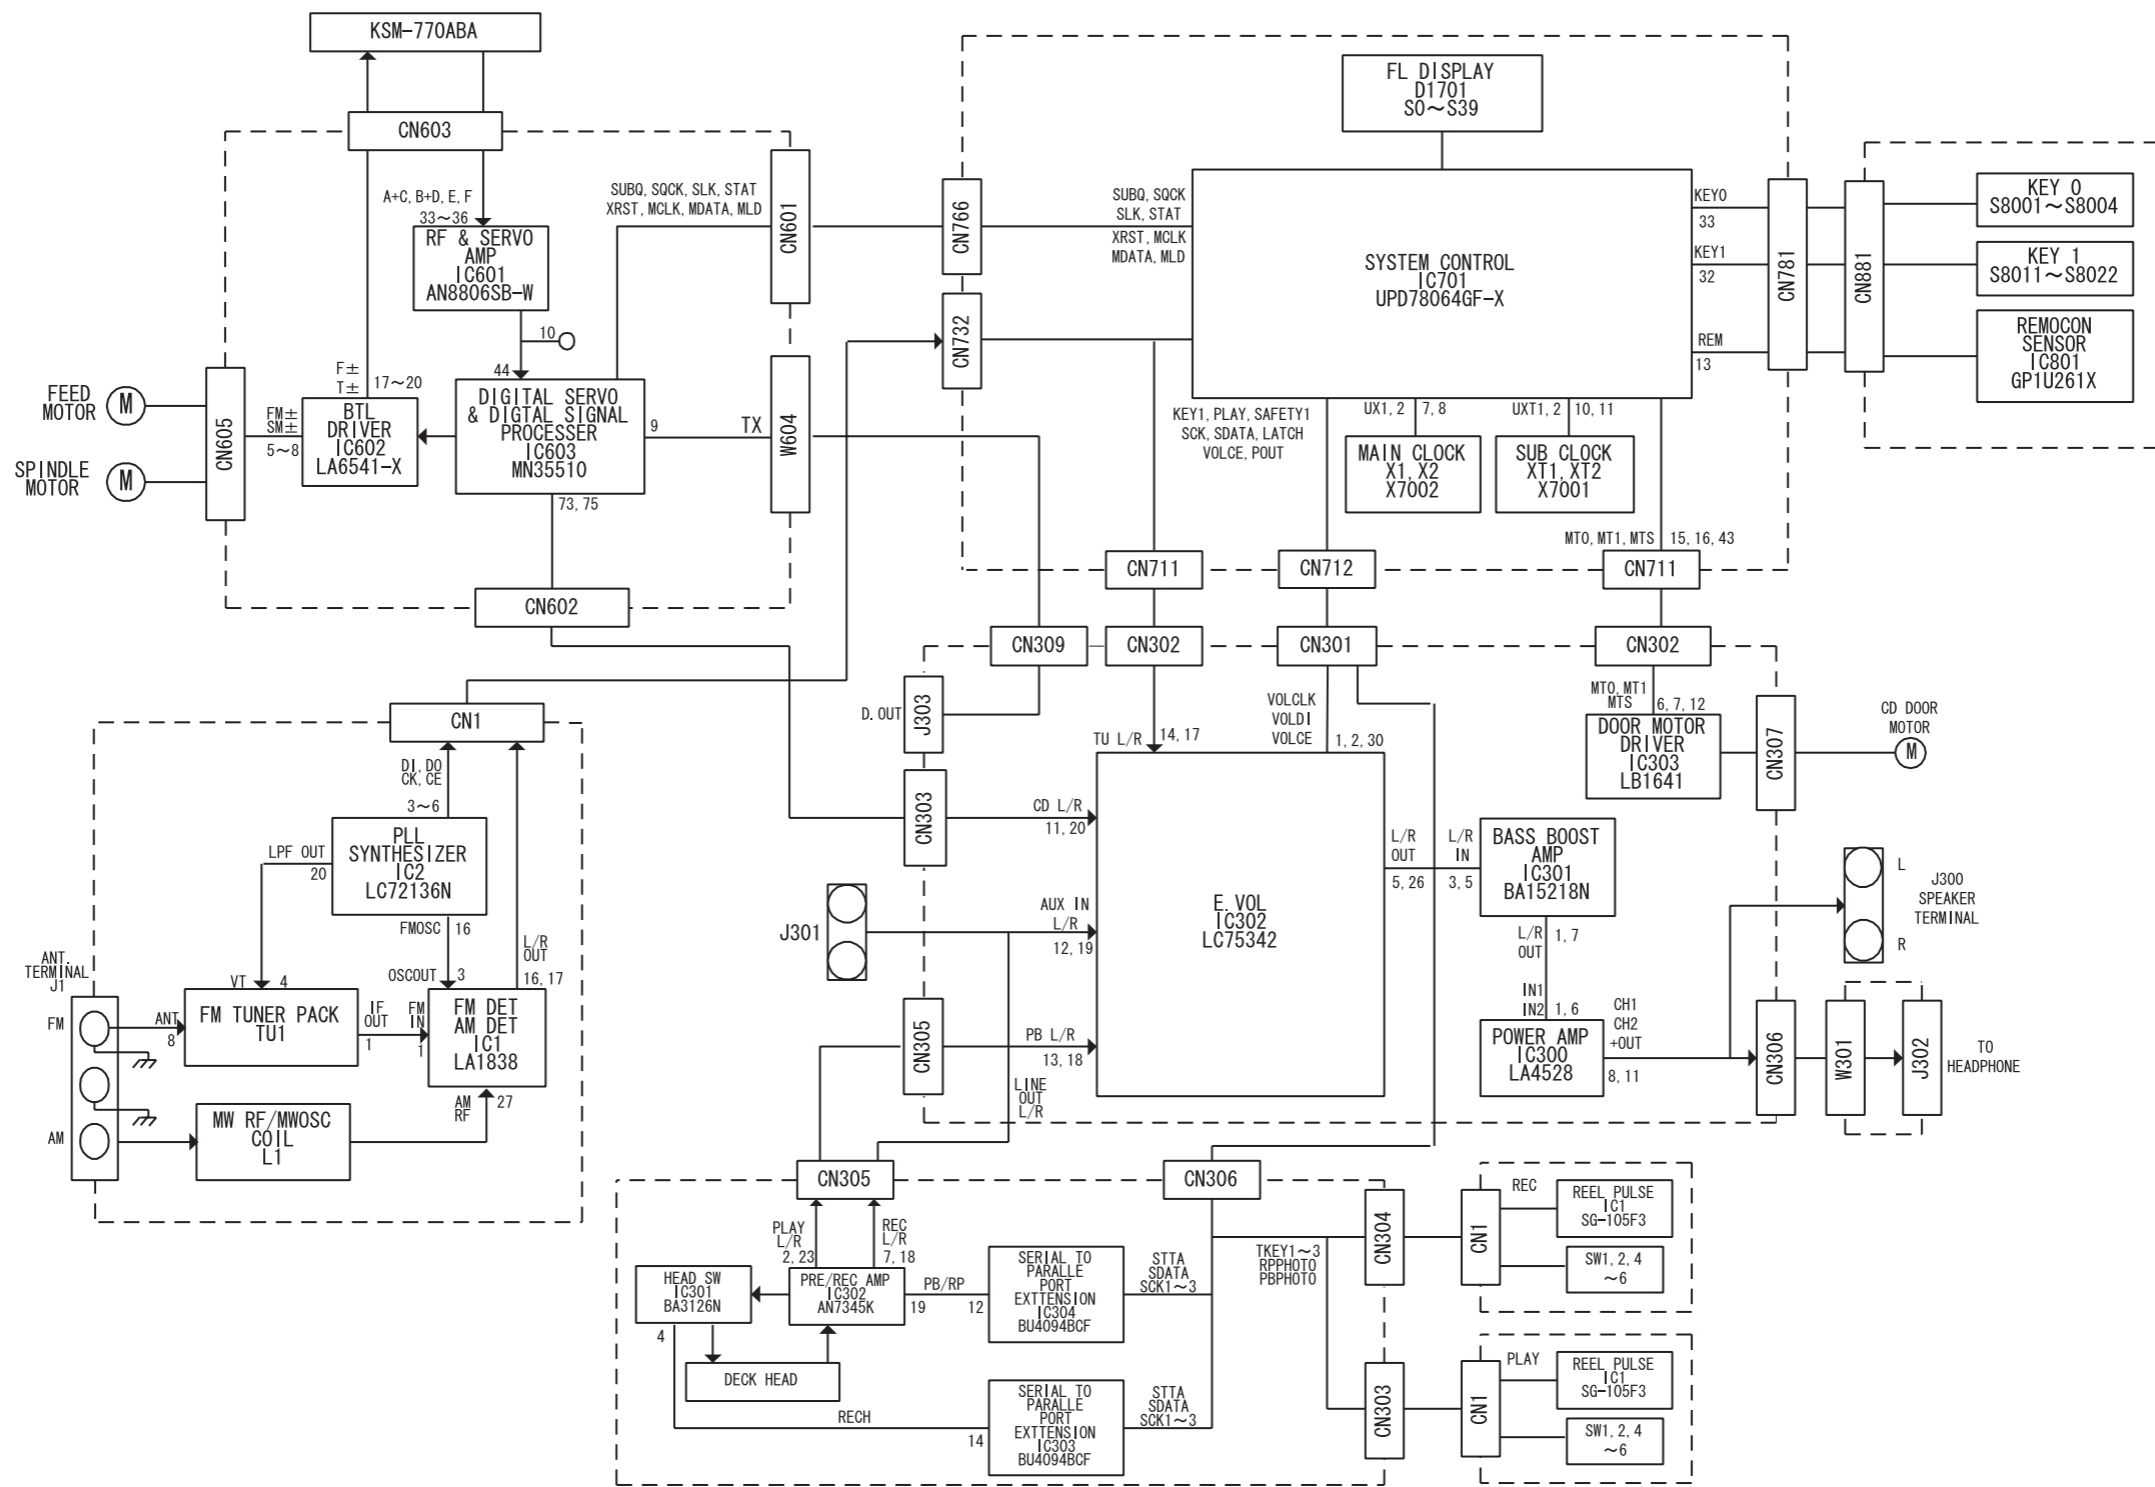 KSM-770ABA
CN603
A+C, B+D, E, F
33～36
RF & SERVO
AMP
IC601
AN8806SB-W
10
44
DIGITAL SERVO
& DIGTAL SIGNAL
PROCESSER
IC603
MN35510
9
TX
73, 75
F±
T±
17～20
BTL
DRIVER
IC602
LA6541-X
FM±
SM±
5～8
CN605
FEED
MOTOR
M
SPINDLE
MOTOR
M
SUBQ, SQCK, SLK, STAT
XRST, MCLK, MDATA, MLD
CN601
W604
CN602
FL DISPLAY
D1701
S0～S39
CN766
CN732
SUBQ, SQCK
SLK, STAT
XRST, MCLK
MDATA, MLD
SYSTEM CONTROL
IC701
UPD78064GF-X
KEY0
33
KEY1
32
REM
13
CN781
CN881
KEY 0
S8001～S8004
KEY 1
S8011～S8022
REMOCON
SENSOR
IC801
GP1U261X
KEY1, PLAY, SAFETY1
SCK, SDATA, LATCH
VOLCE, POUT
UX1, 2
7, 8
MAIN CLOCK
X1, X2
X7002
UXT1, 2
10, 11
SUB CLOCK
XT1, XT2
X7001
MT0, MT1, MTS
15, 16, 43
CN711
CN712
CN711
CN309
CN302
CN301
CN302
CN1
DI, DO
CK, CE
3～6
PLL
SYNTHESIZER
IC2
LC72136N
LPF OUT
20
FMOSC
16
L/R
OUT
16, 17
OSCOUT
3
VT
4
ANT.
TERMINAL
J1
FM
AM
ANT
8
FM TUNER PACK
TU1
IF
OUT
1
FM
IN
1
FM DET
AM DET
IC1
LA1838
MW RF/MWOSC
COIL
L1
AM
RF
27
D.OUT
J303
CN303
CD L/R
11, 20
TU L/R
14, 17
VOLCLK
VOLDI
VOLCE
1, 2, 30
J301
AUX IN
L/R
12, 19
CN305
PB L/R
13, 18
LINE
OUT
L/R
E.VOL
IC302
LC75342
L/R
OUT
5, 26
L/R
IN
3, 5
BASS BOOST
AMP
IC301
BA15218N
L/R
OUT
1, 7
IN1
IN2
1, 6
POWER AMP
IC300
LA4528
CH1
CH2
+OUT
8, 11
MT0, MT1
MTS
6, 7, 12
DOOR MOTOR
DRIVER
IC303
LB1641
CN307
CD DOOR
MOTOR
M
L
R
J300
SPEAKER
TERMINAL
CN306
W301
J302
TO
HEADPHONE
CN305
CN306
PLAY
L/R
2, 23
REC
L/R
7, 18
HEAD SW
IC301
BA3126N
4
PRE/REC AMP
IC302
AN7345K
PB/RP
19
12
SERIAL TO
PARALLE
PORT
EXTTENSION
IC304
BU4094BCF
STTA
SDATA
SCK1～3
DECK HEAD
RECH
14
SERIAL TO
PARALLE
PORT
EXTTENSION
IC303
BU4094BCF
STTA
SDATA
SCK1～3
TKEY1～3
RPPHOTO
PBPHOTO
CN304
CN303
CN1
REC
REEL PULSE
IC1
SG-105F3
SW1, 2, 4
～6
CN1
PLAY
REEL PULSE
IC1
SG-105F3
SW1, 2, 4
～6